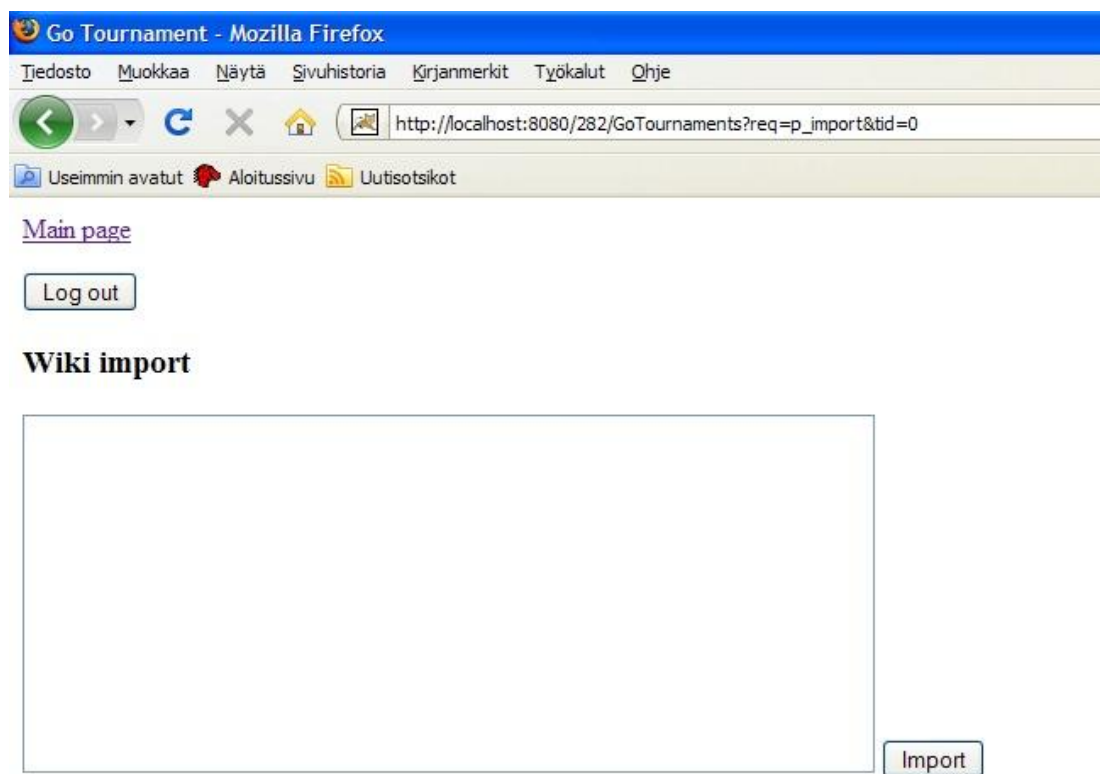 Go Tournament - Mozilla Firefox
Tiedosto Muokkaa Näytä Sivuhistoria Kirjanmerkit Työkalut Ohje
http://localhost:8080/282/GoTournaments?req=p_import&tid=0
Useimmin avatut Aloitussivu Uutisotsikot
Main page
Log out
Wiki import
Import